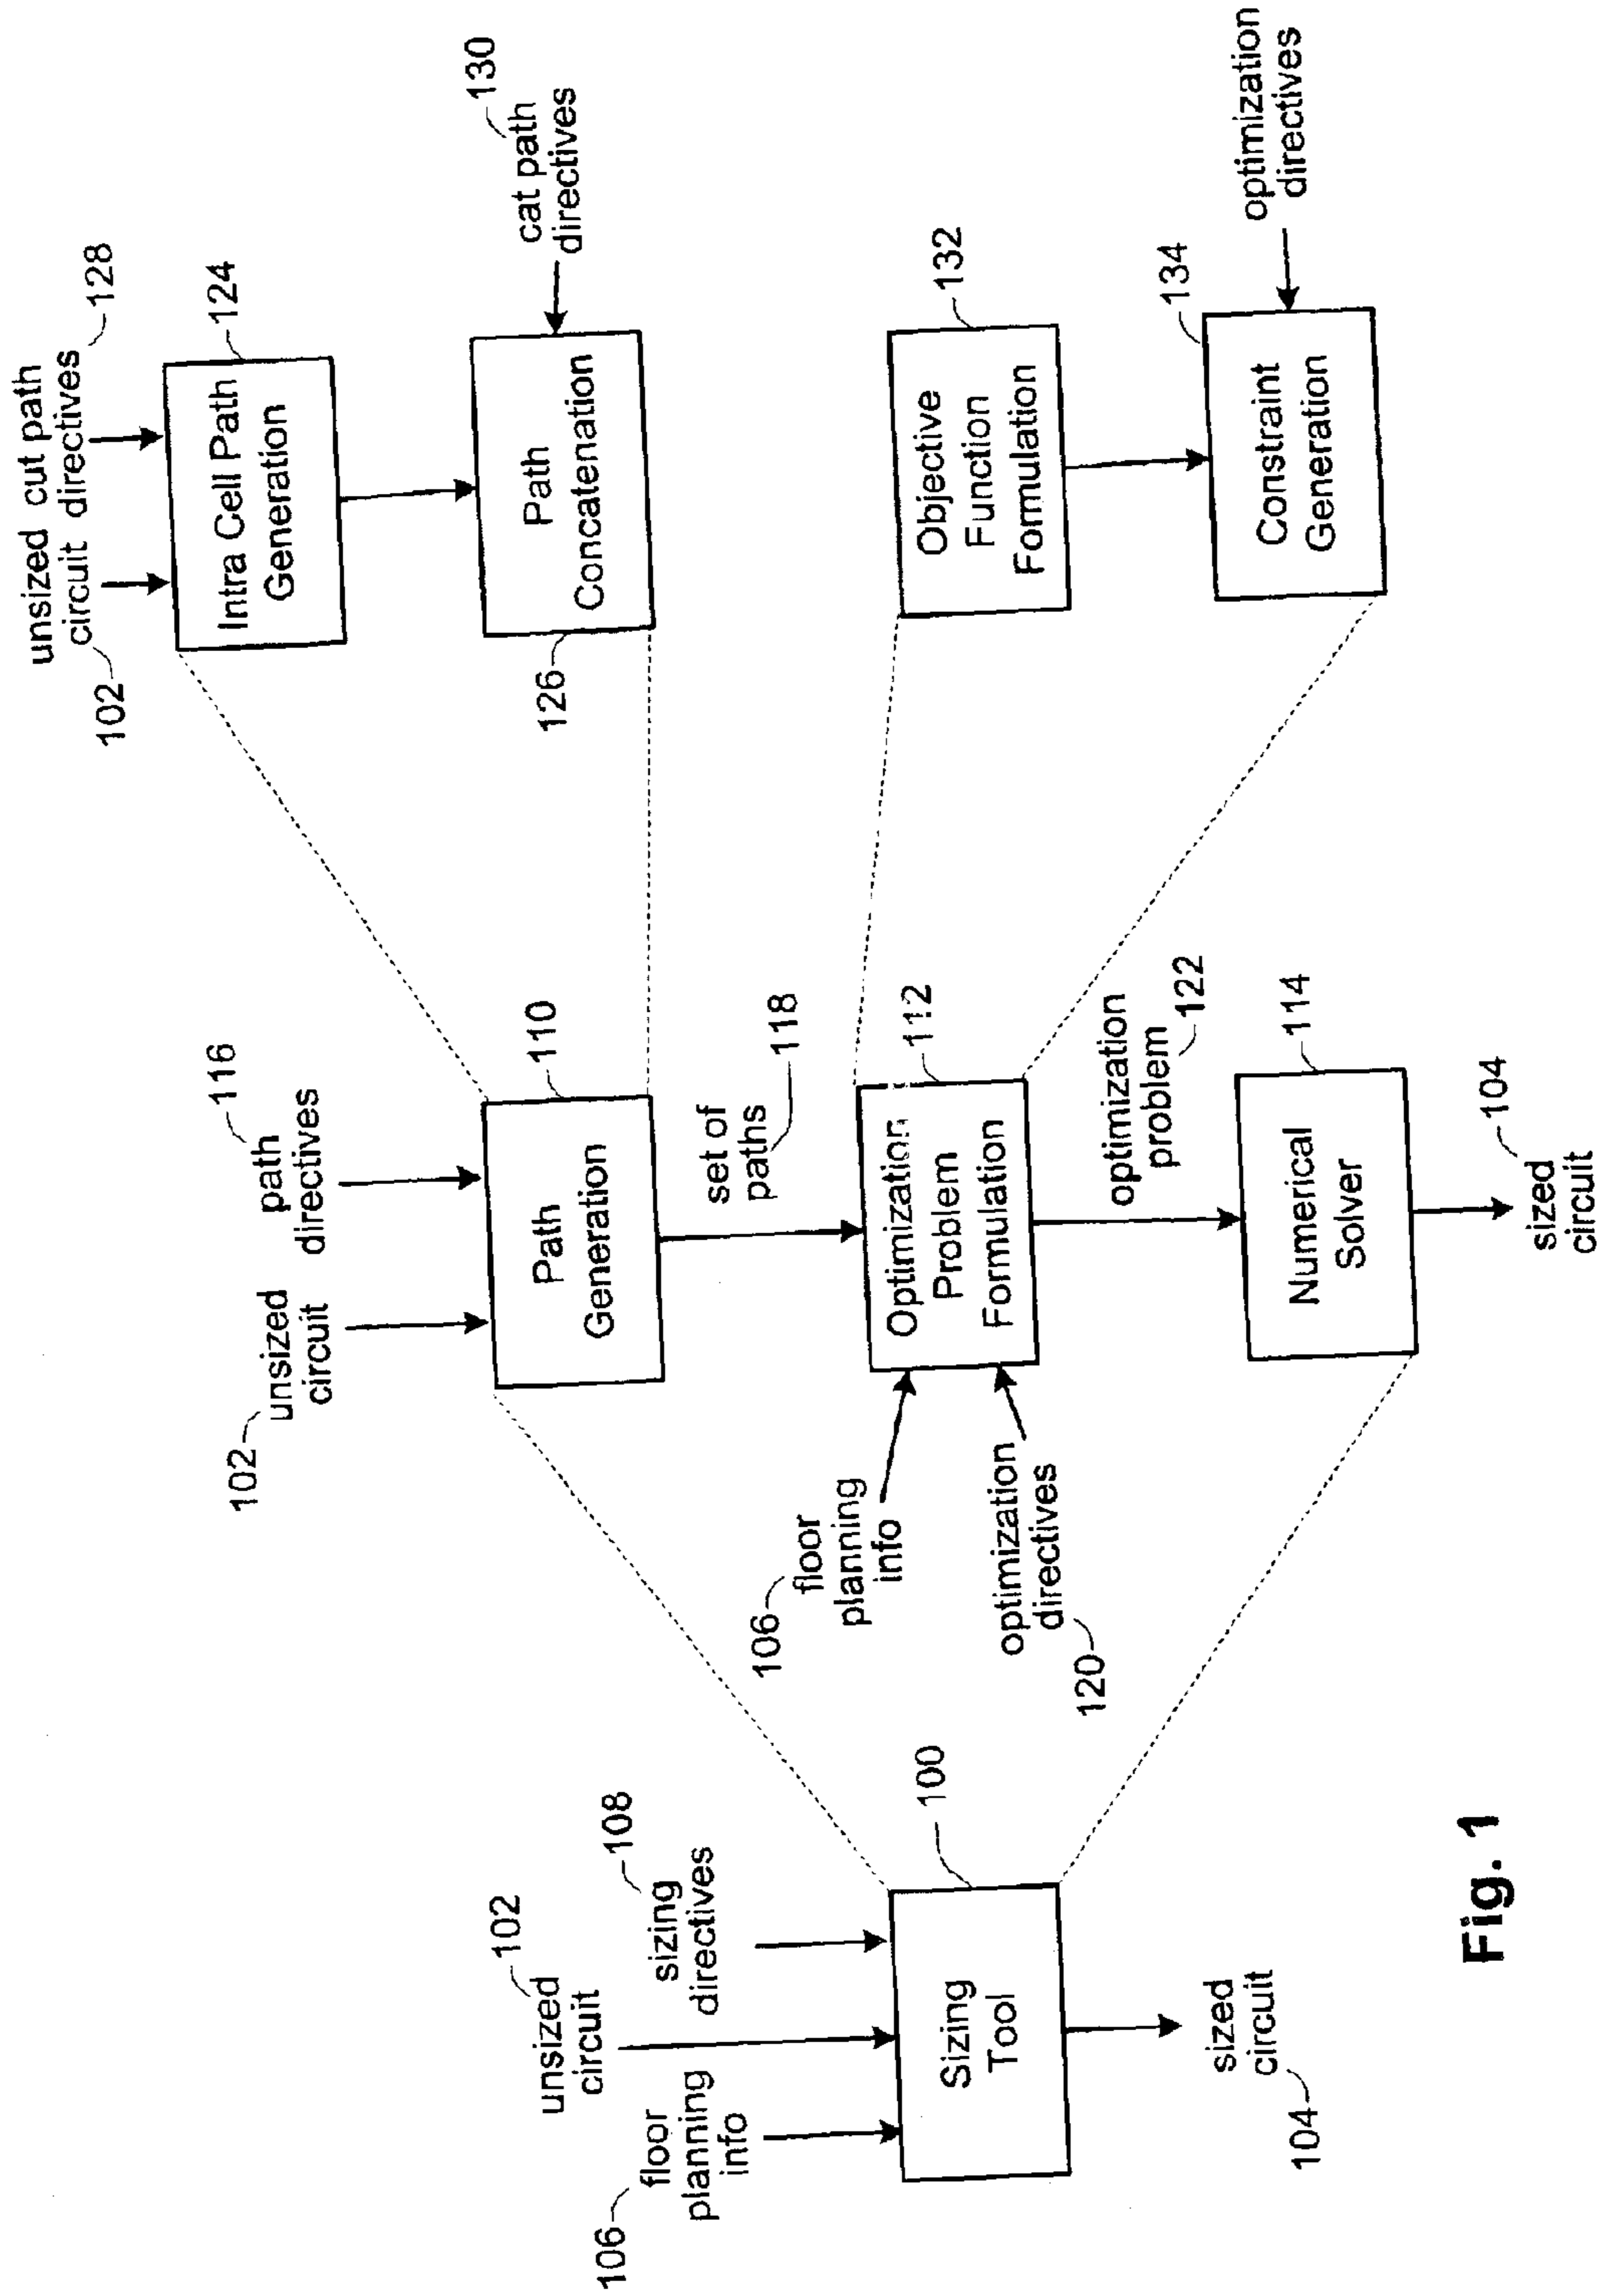 106
floor
planning
info
unsized
circuit
102
sizing
directives
108
Sizing
Tool
100
sized
circuit
104
102
unsized
circuit
path
directives
116
Path
Generation
110
set of
paths
118
106
floor
planning
info
optimization
directives
120
Optimization
Problem
Formulation
112
optimization
problem
122
Numerical
Solver
114
sized
circuit
104
unsized cut path
circuit directives
102
128
Intra Cell Path
Generation
124
Path
Concatenation
126
cat path
directives
130
Objective
Function
Formulation
132
Constraint
Generation
134
optimization
directives
Fig. 1